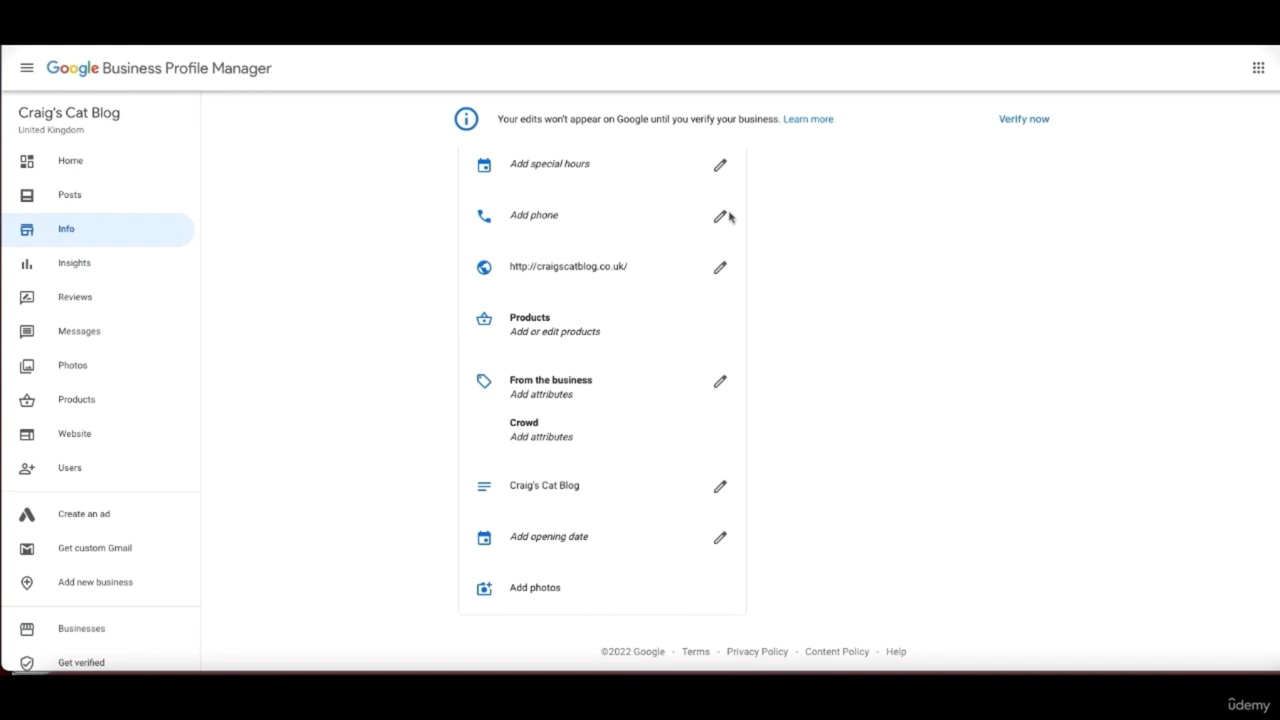 Google Business Profile Manager
Craig's Cat Blog
United Kingdom
Home
Posts
Info
Insights
Reviews
Messages
Photos
Products
Website
Users
Create an ad
Get custom Gmail
Add new business
Businesses
Get verified
Your edits won't appear on Google until you verify your business. Learn more
Verify now
Add special hours
Add phone
http://craigscatblog.co.uk/
Products
Add or edit products
From the business
Add attributes
Crowd
Add attributes
Craig's Cat Blog
Add opening date
Add photos
©2022 Google - Terms - Privacy Policy - Content Policy - Help
udemy